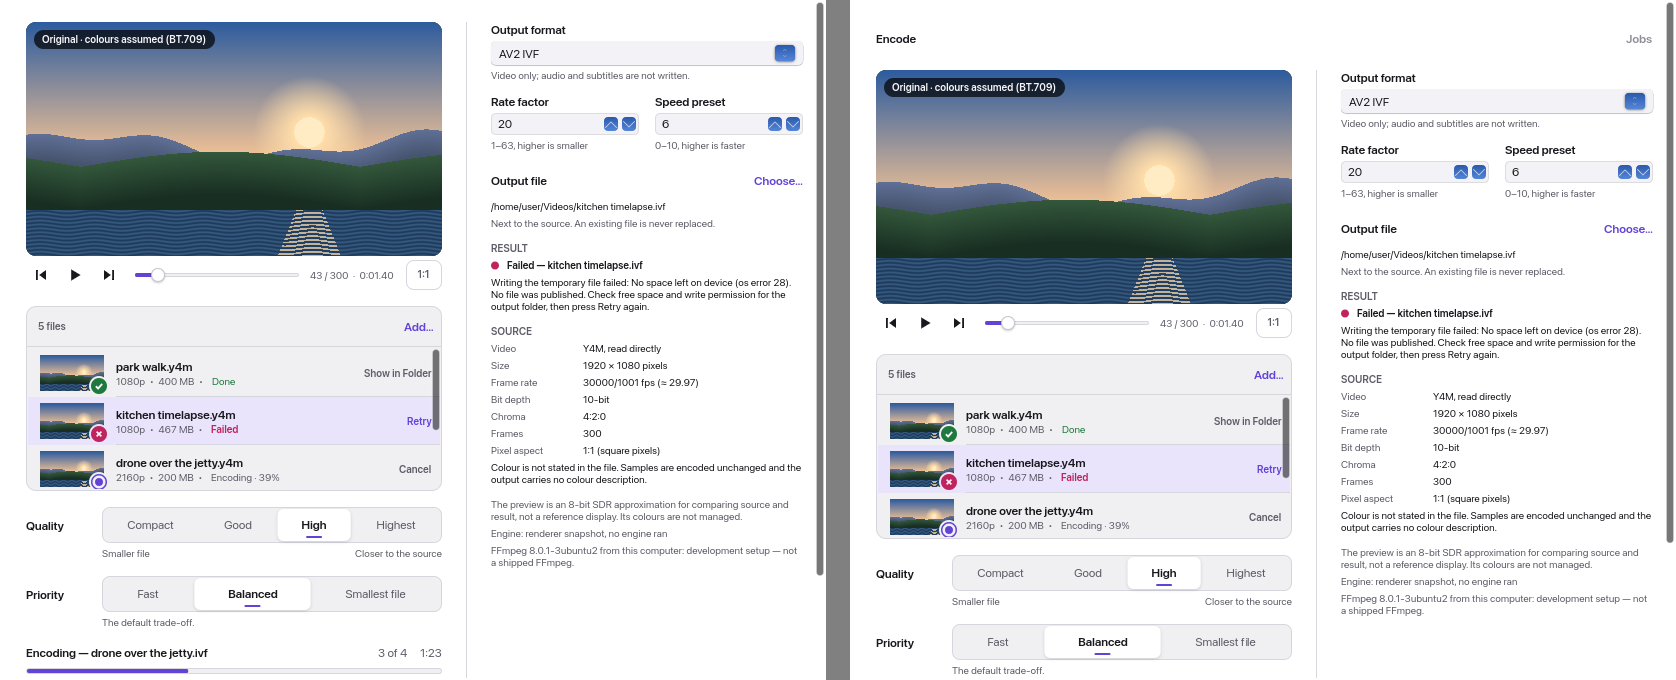 Original · colours assumed (BT.709)
43 / 300 · 0:01.40
1:1
5 files
Add...
park walk.y4m
1080p • 400 MB • Done
Show in Folder
kitchen timelapse.y4m
1080p • 467 MB • Failed
Retry
drone over the jetty.y4m
2160p • 200 MB • Encoding · 39%
Cancel
Quality
Compact
Good
High
Highest
Smaller file
Closer to the source
Priority
Fast
Balanced
Smallest file
The default trade-off.
Encoding — drone over the jetty.ivf
3 of 4
1:23
Output format
AV2 IVF
Video only; audio and subtitles are not written.
Rate factor
Speed preset
20
6
1–63, higher is smaller
0–10, higher is faster
Output file
Choose...
/home/user/Videos/kitchen timelapse.ivf
Next to the source. An existing file is never replaced.
RESULT
Failed — kitchen timelapse.ivf
Writing the temporary file failed: No space left on device (os error 28).
No file was published. Check free space and write permission for the
output folder, then press Retry again.
SOURCE
Video Y4M, read directly
Size 1920 × 1080 pixels
Frame rate 30000/1001 fps (≈ 29.97)
Bit depth 10-bit
Chroma 4:2:0
Frames 300
Pixel aspect 1:1 (square pixels)
Colour is not stated in the file. Samples are encoded unchanged and the
output carries no colour description.
The preview is an 8-bit SDR approximation for comparing source and
result, not a reference display. Its colours are not managed.
Engine: renderer snapshot, no engine ran
FFmpeg 8.0.1-3ubuntu2 from this computer: development setup — not
a shipped FFmpeg.
Encode
Jobs
Original · colours assumed (BT.709)
43 / 300 · 0:01.40
1:1
5 files
Add...
park walk.y4m
1080p • 400 MB • Done
Show in Folder
kitchen timelapse.y4m
1080p • 467 MB • Failed
Retry
drone over the jetty.y4m
2160p • 200 MB • Encoding · 39%
Cancel
Quality
Compact
Good
High
Highest
Smaller file
Closer to the source
Priority
Fast
Balanced
Smallest file
The default trade-off.
Output format
AV2 IVF
Video only; audio and subtitles are not written.
Rate factor
Speed preset
20
6
1–63, higher is smaller
0–10, higher is faster
Output file
Choose...
/home/user/Videos/kitchen timelapse.ivf
Next to the source. An existing file is never replaced.
RESULT
Failed — kitchen timelapse.ivf
Writing the temporary file failed: No space left on device (os error 28).
No file was published. Check free space and write permission for the
output folder, then press Retry again.
SOURCE
Video Y4M, read directly
Size 1920 × 1080 pixels
Frame rate 30000/1001 fps (≈ 29.97)
Bit depth 10-bit
Chroma 4:2:0
Frames 300
Pixel aspect 1:1 (square pixels)
Colour is not stated in the file. Samples are encoded unchanged and the
output carries no colour description.
The preview is an 8-bit SDR approximation for comparing source and
result, not a reference display. Its colours are not managed.
Engine: renderer snapshot, no engine ran
FFmpeg 8.0.1-3ubuntu2 from this computer: development setup — not
a shipped FFmpeg.